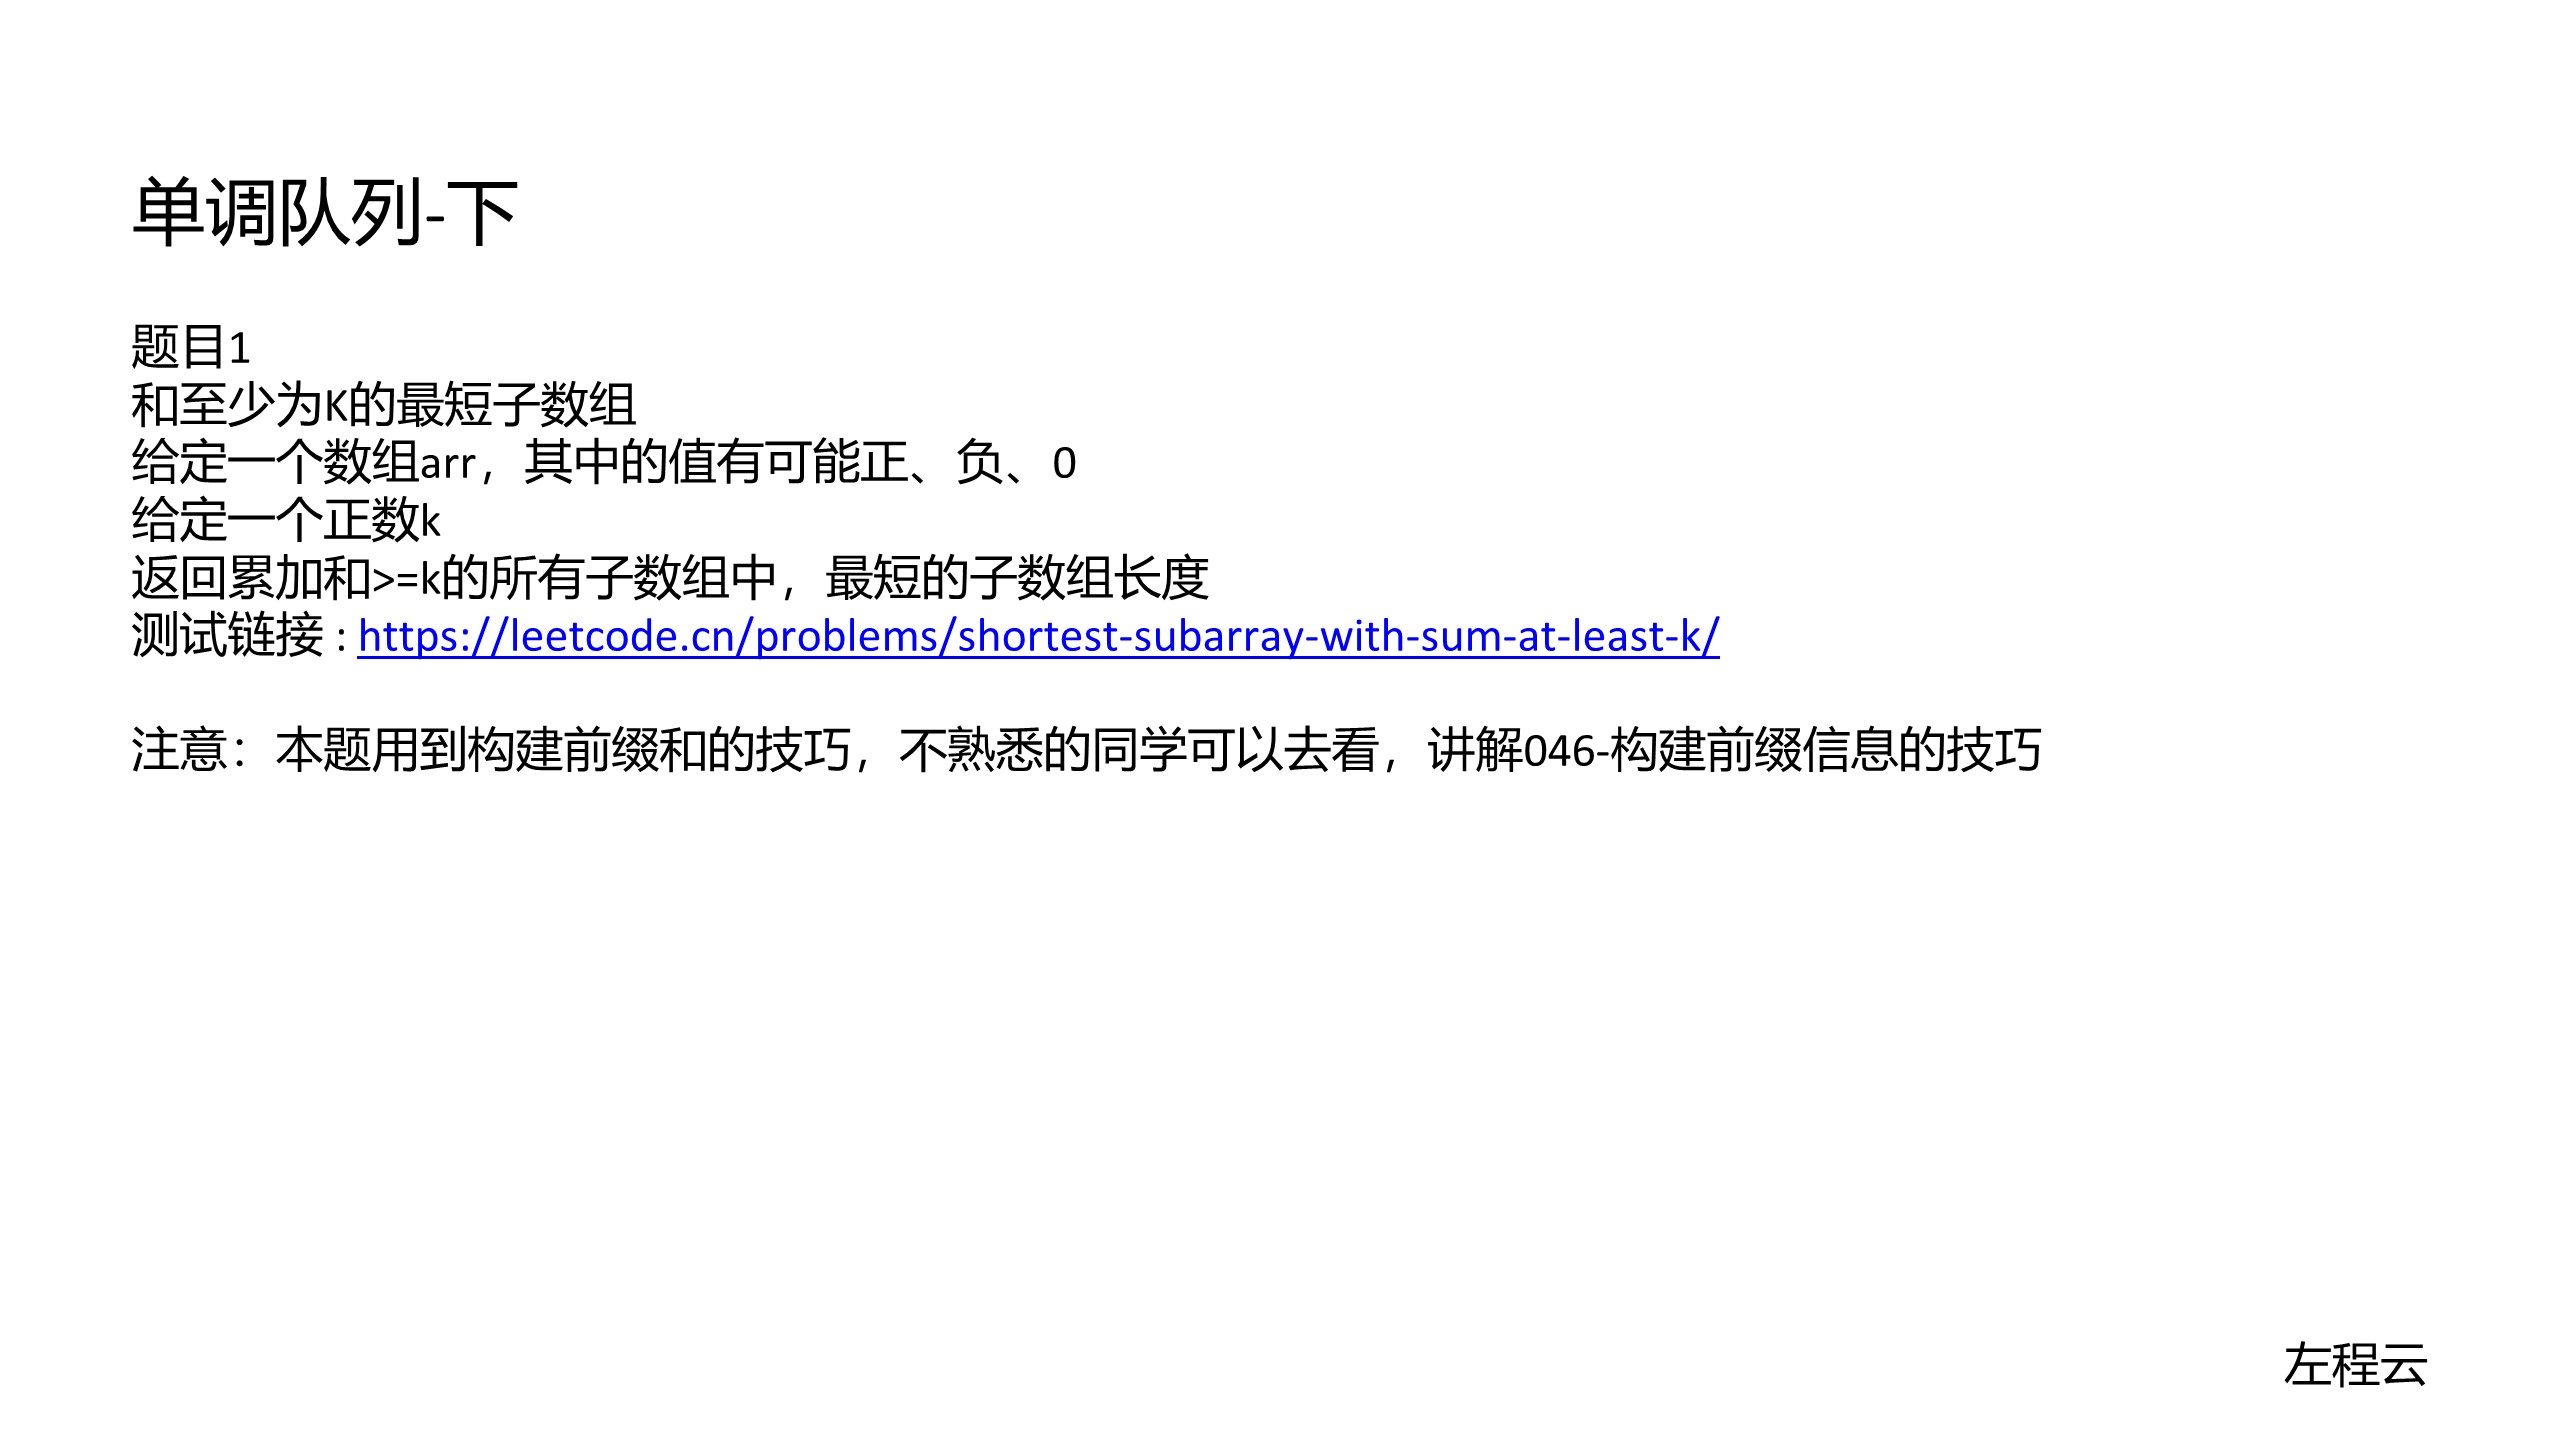 单调队列-下
题目1
和至少为K的最短子数组
给定一个数组arr，其中的值有可能正、负、0
给定一个正数k
返回累加和>=k的所有子数组中，最短的子数组长度
测试链接 : https://leetcode.cn/problems/shortest-subarray-with-sum-at-least-k/
注意：本题用到构建前缀和的技巧，不熟悉的同学可以去看，讲解046-构建前缀信息的技巧
左程云